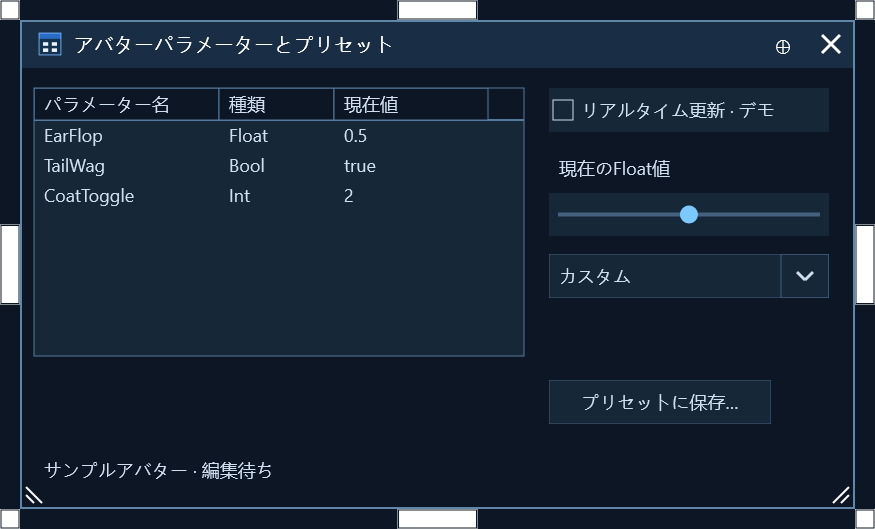 アバターパラメーターとプリセット
パラメーター名 種類 現在値
EarFlop Float 0.5
TailWag Bool true
CoatToggle Int 2
リアルタイム更新 · デモ
現在のFloat値
カスタム
プリセットに保存...
サンプルアバター · 編集待ち